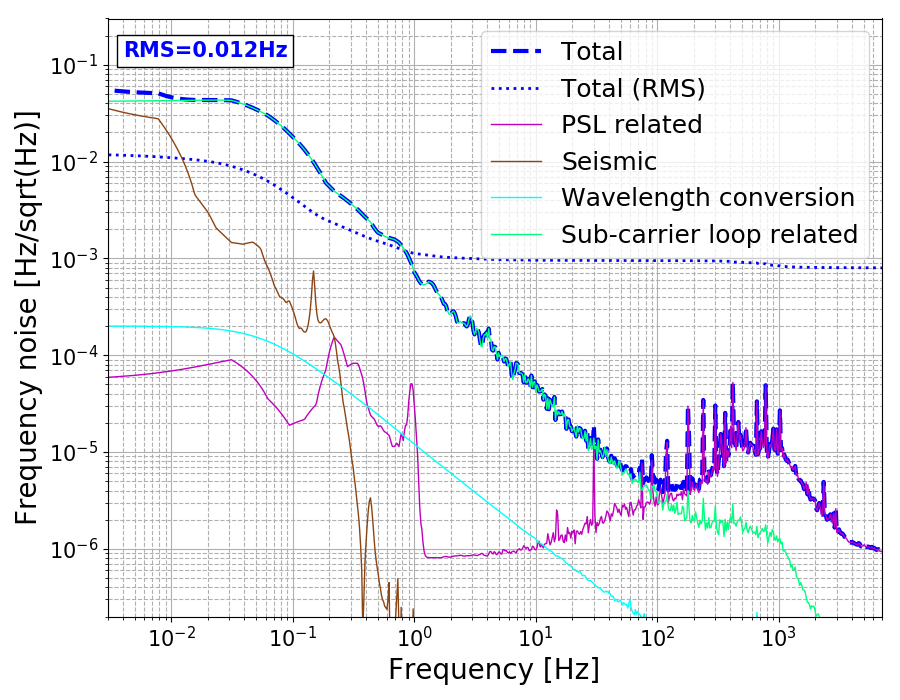 RMS=0.012Hz
Total
Total (RMS)
PSL related
Seismic
Wavelength conversion
Sub-carrier loop related
Frequency noise [Hz/sqrt(Hz)]
10⁻¹
10⁻²
10⁻³
10⁻⁴
10⁻⁵
10⁻⁶
10⁻² 10⁻¹ 10⁰ 10¹ 10² 10³
Frequency [Hz]